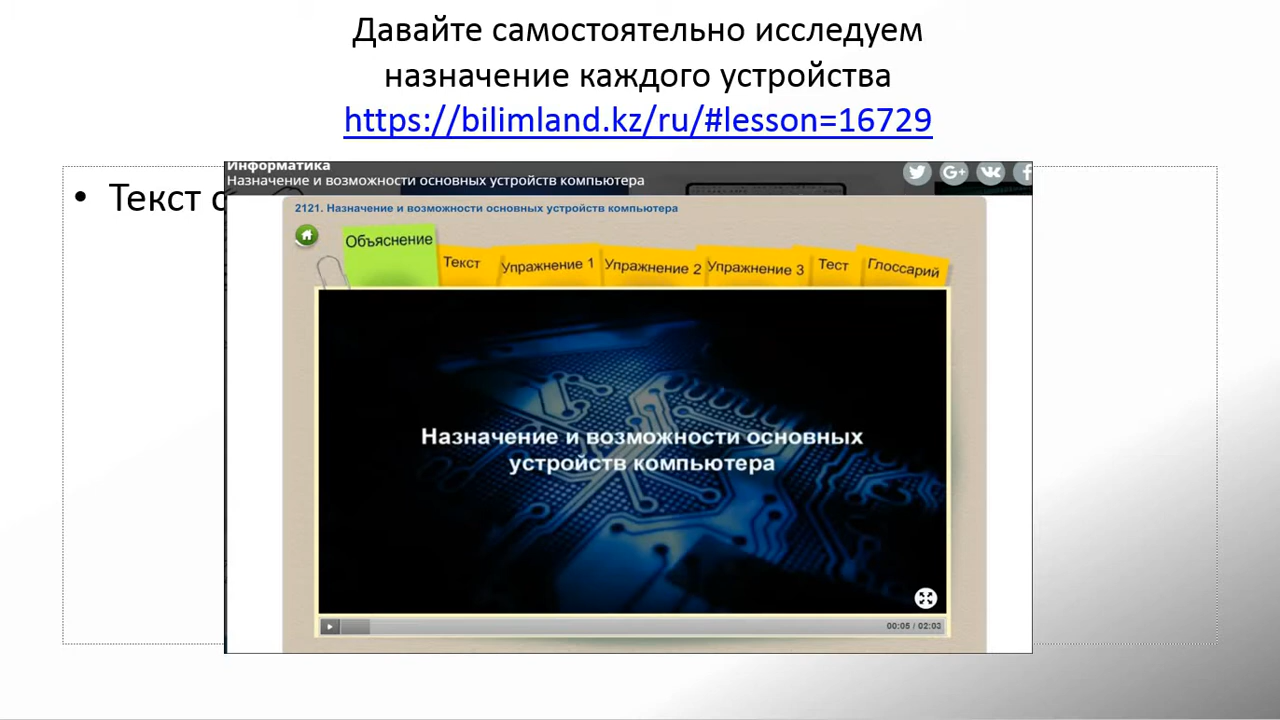 Давайте самостоятельно исследуем
назначение каждого устройства
https://bilimland.kz/ru/#lesson=16729
• Текст
Информатика
Назначение и возможности основных устройств компьютера
2121. Назначение и возможности основных устройств компьютера
Объяснение
Текст
Упражнение 1
Упражнение 2
Упражнение 3
Тест
Глоссарий
Назначение и возможности основных
устройств компьютера
00:05 / 02:03